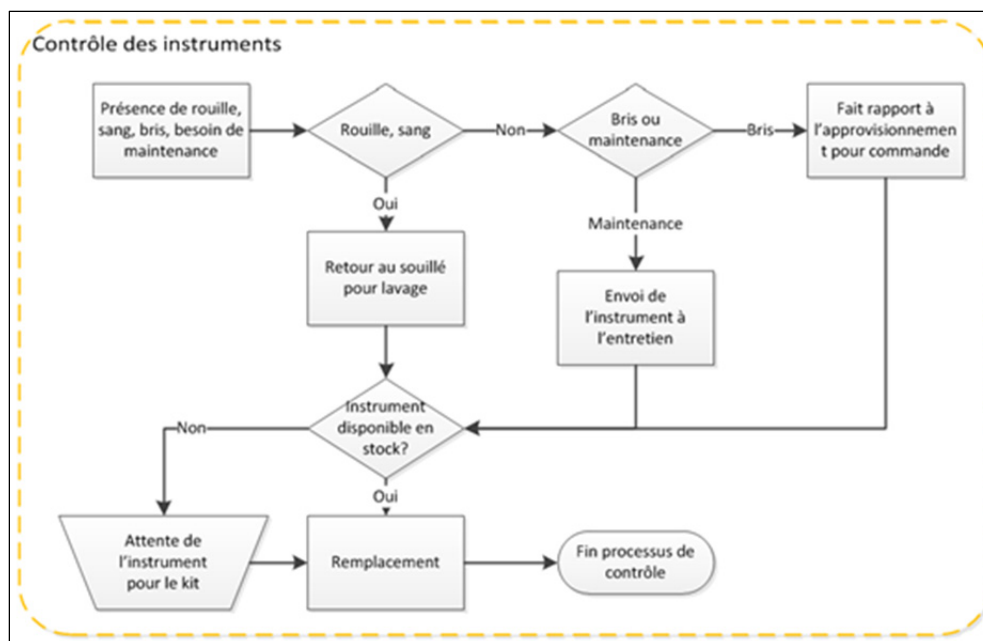 Contrôle des instruments
Présence de rouille,
sang, bris, besoin de
maintenance
Rouille, sang
Non
Bris ou
maintenance
Bris
Fait rapport à
l'approvisionnemen
t pour commande
Oui
Maintenance
Retour au souillé
pour lavage
Envoi de
l'instrument à
l'entretien
Instrument
disponible en
stock?
Non
Oui
Attente de
l'instrument
pour le kit
Remplacement
Fin processus de
contrôle